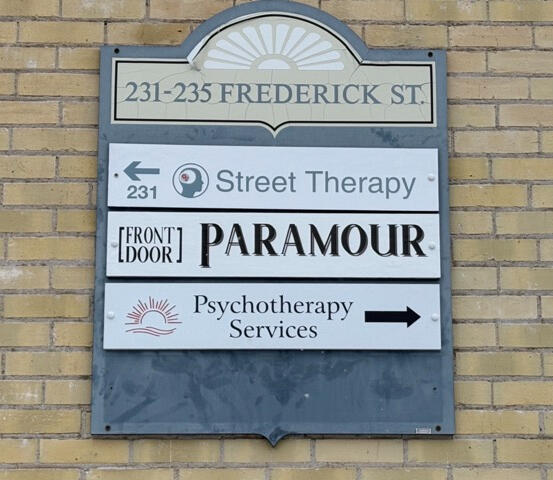 231-235 FREDERICK ST.
← 231 Street Therapy
[FRONT DOOR] PARAMOUR
Psychotherapy
Services →